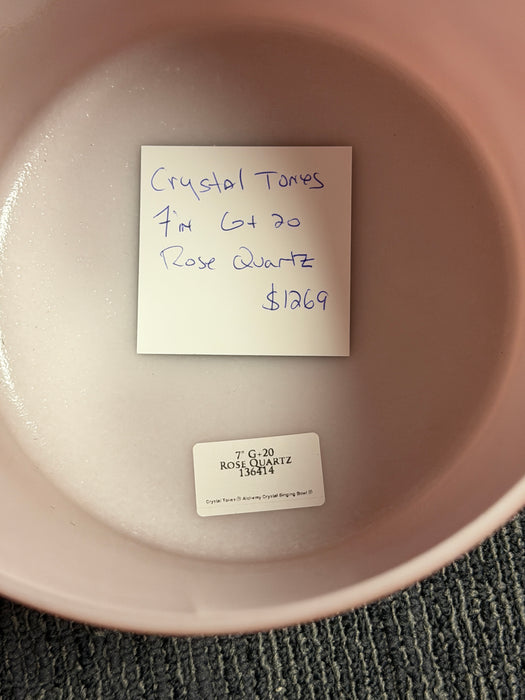 Crystal Tones
7in G+20
Rose Quartz
$1269
7" G+20
ROSE QUARTZ
136414
Crystal Tones ® Alchemy Crystal Singing Bowl ®